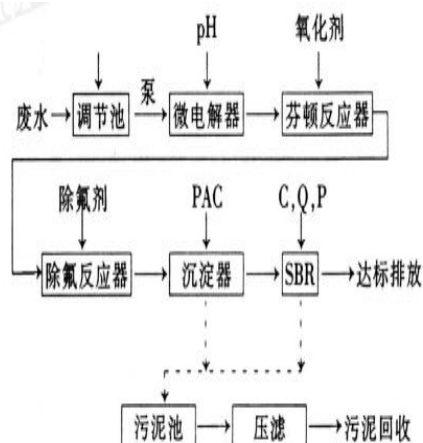 pH 氧化剂
废水 调节池 泵 微电解器 芬顿反应器
除氟剂 PAC C,Q,P
除氟反应器 沉淀器 SBR 达标排放
污泥池 压滤 污泥回收